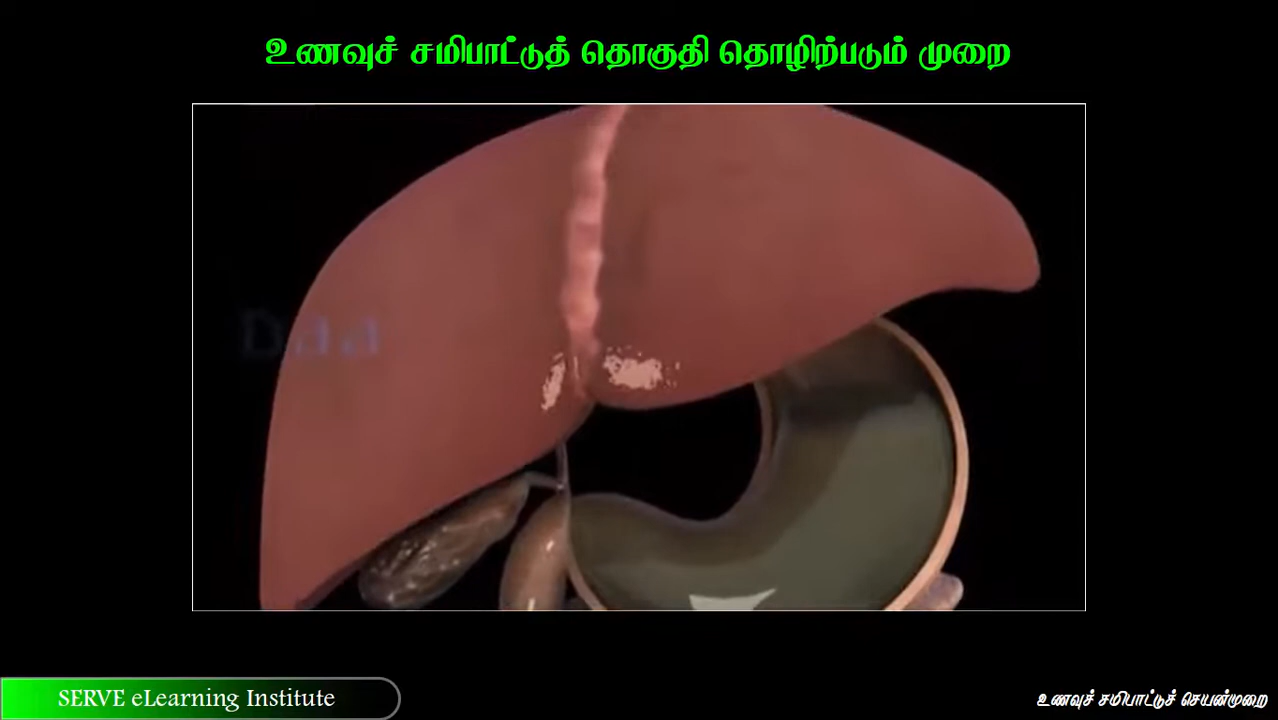 உணவுச் சமிபாட்டுத் தொகுதி தொழிற்படும் முறை
SERVE eLearning Institute
உணவுச் சமிபாட்டுச் செயன்முறை